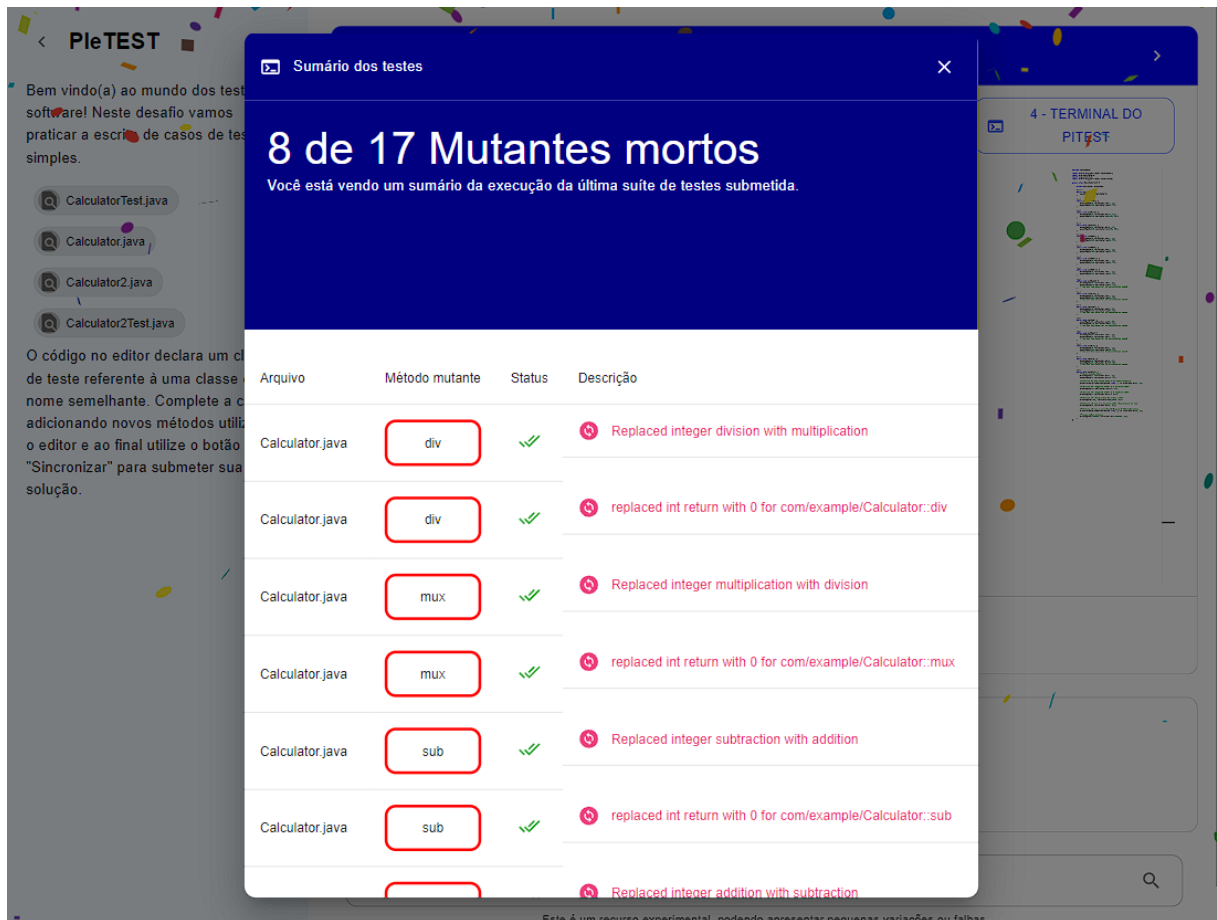 PleTEST
Bem vindo(a) ao mundo dos test
software! Neste desafio vamos
praticar a escrita de casos de tes
simples.
CalculatorTest.java
Calculator.java
Calculator2.java
Calculator2Test.java
O código no editor declara um cl
de teste referente à uma classe
nome semelhante. Complete a c
adicionando novos métodos utiliz
o editor e ao final utilize o botão
"Sincronizar" para submeter sua
solução.
Sumário dos testes
8 de 17 Mutantes mortos
Você está vendo um sumário da execução da última suíte de testes submetida.
Arquivo Método mutante Status Descrição
Calculator.java div Replaced integer division with multiplication
Calculator.java div replaced int return with 0 for com/example/Calculator::div
Calculator.java mux Replaced integer multiplication with division
Calculator.java mux replaced int return with 0 for com/example/Calculator::mux
Calculator.java sub Replaced integer subtraction with addition
Calculator.java sub replaced int return with 0 for com/example/Calculator::sub
Replaced integer addition with subtraction
4 - TERMINAL DO
PITEST
Este é um recurso experimental, podendo apresentar pequenas variações ou falhas